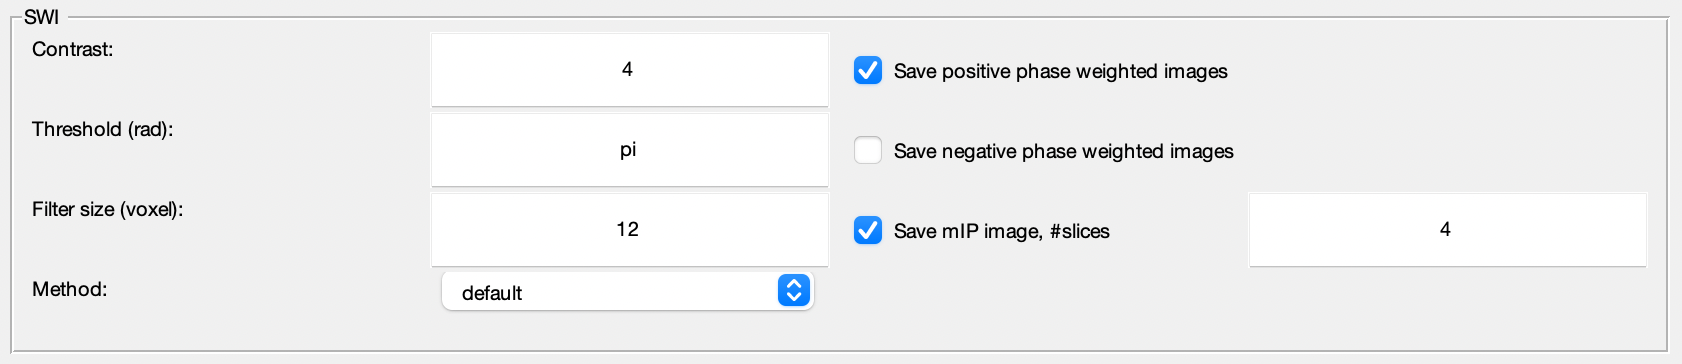 SWI
Contrast:
4
Save positive phase weighted images
Threshold (rad):
pi
Save negative phase weighted images
Filter size (voxel):
12
Save mIP image, #slices
4
Method:
default